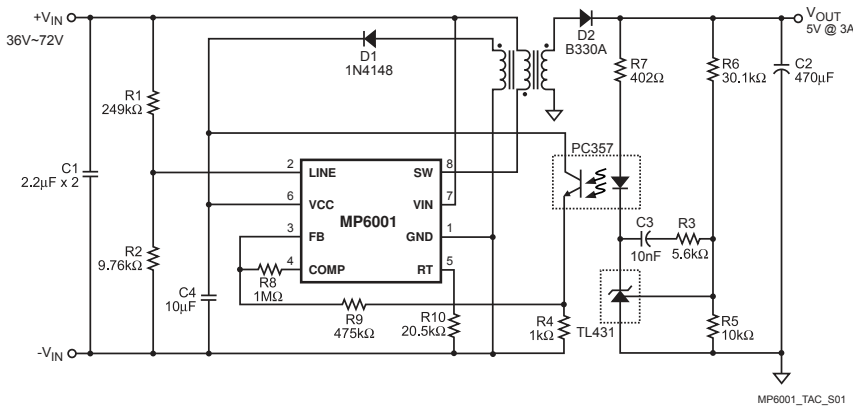 +VIN
36V~72V
D1
1N4148
D2
B330A
VOUT
5V @ 3A
R7
402Ω
R6
30.1kΩ
C2
470µF
R1
249kΩ
C1
2.2µF x 2
R2
9.76kΩ
C4
10µF
2
LINE
6
VCC
3
FB
4
COMP
MP6001
SW
8
VIN
7
GND
1
RT
5
R8
1MΩ
R9
475kΩ
R10
20.5kΩ
R4
1kΩ
PC357
C3
10nF
R3
5.6kΩ
TL431
R5
10kΩ
-VIN
MP6001_TAC_S01